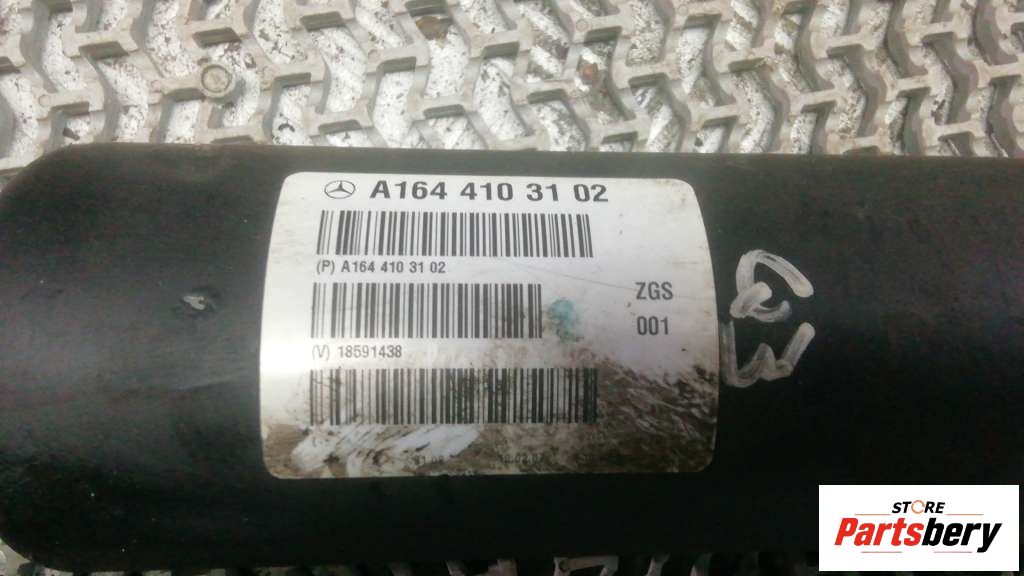 A164 410 31 02
(P) A164 410 31 02
ZGS
001
(V) 18591438
STORE
Partsbery